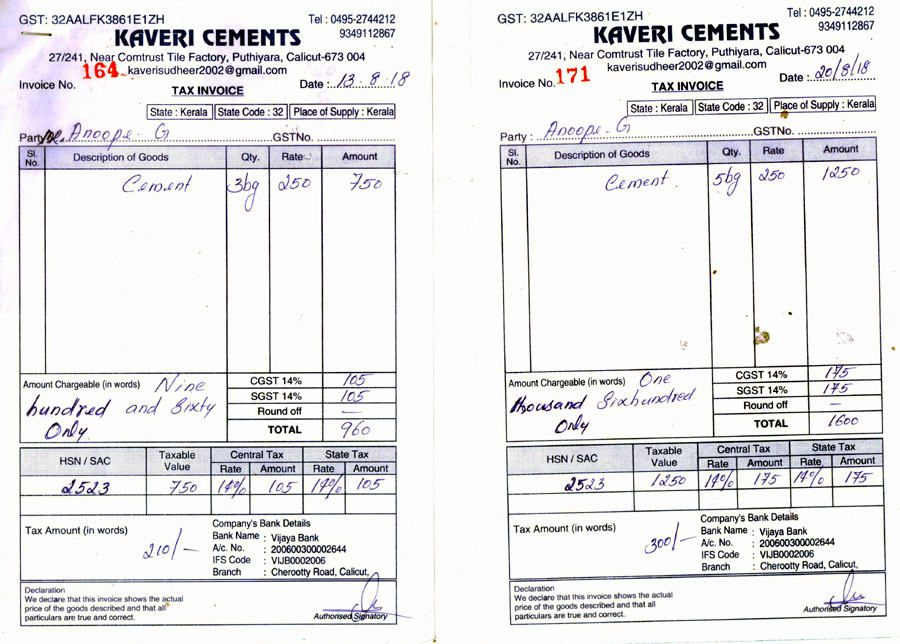 GST: 32AALFK3861E1ZH
Tel : 0495-2744212
9349112867
KAVERI CEMENTS
27/241, Near Comtrust Tile Factory, Puthiyara, Calicut-673 004
kaverisudheer2002@gmail.com
Invoice No. 164
Date : 13.8.18
TAX INVOICE
State : Kerala State Code : 32 Place of Supply : Kerala
Party Anoope. G GSTNo.
Sl. No. Description of Goods Qty. Rate Amount
Cement 3bg 250 750
Amount Chargeable (in words) Nine
hundred and Sixty
Only
CGST 14% 105
SGST 14% 105
Round off —
TOTAL 960
HSN / SAC Taxable Value Central Tax State Tax
Rate Amount Rate Amount
2523 750 14% 105 14% 105
Tax Amount (in words) 210/-
Company's Bank Details
Bank Name : Vijaya Bank
A/c. No. : 200600300002644
IFS Code : VIJB0002006
Branch : Cherootty Road, Calicut,
Declaration
We declare that this invoice shows the actual
price of the goods described and that all
particulars are true and correct.
Authorised Signatory
GST: 32AALFK3861E1ZH
Tel : 0495-2744212
9349112867
KAVERI CEMENTS
27/241, Near Comtrust Tile Factory, Puthiyara, Calicut-673 004
kaverisudheer2002@gmail.com
Invoice No. 171
Date : 20/8/18
TAX INVOICE
State : Kerala State Code : 32 Place of Supply : Kerala
Party : Anoope. G GSTNo.
Sl. No. Description of Goods Qty. Rate Amount
Cement. 5bg 250 1250
Amount Chargeable (in words) One
thousand Sixhundred
Only
CGST 14% 175
SGST 14% 175
Round off —
TOTAL 1600
HSN / SAC Taxable Value Central Tax State Tax
Rate Amount Rate Amount
2523 1250 14% 175 14% 175
Tax Amount (in words) 300/-
Company's Bank Details
Bank Name : Vijaya Bank
A/c. No. : 200600300002644
IFS Code : VIJB0002006
Branch : Cherootty Road, Calicut,
Declaration
We declare that this invoice shows the actual
price of the goods described and that all
particulars are true and correct.
Authorised Signatory